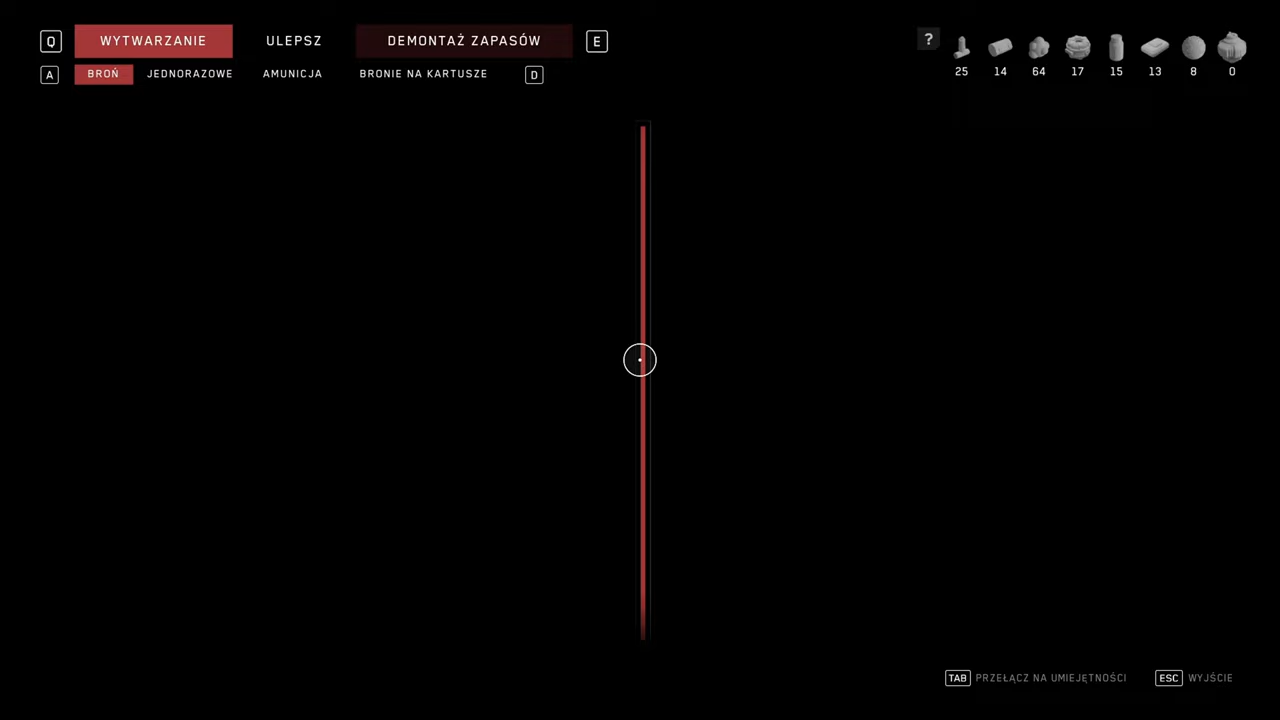 Q WYTWARZANIE ULEPSZ DEMONTAŻ ZAPASÓW E ?
A BROŃ JEDNORAZOWE AMUNICJA BRONIE NA KARTUSZE D 25 14 64 17 15 13 8 0
TAB PRZEŁĄCZ NA UMIEJĘTNOŚCI ESC WYJŚCIE